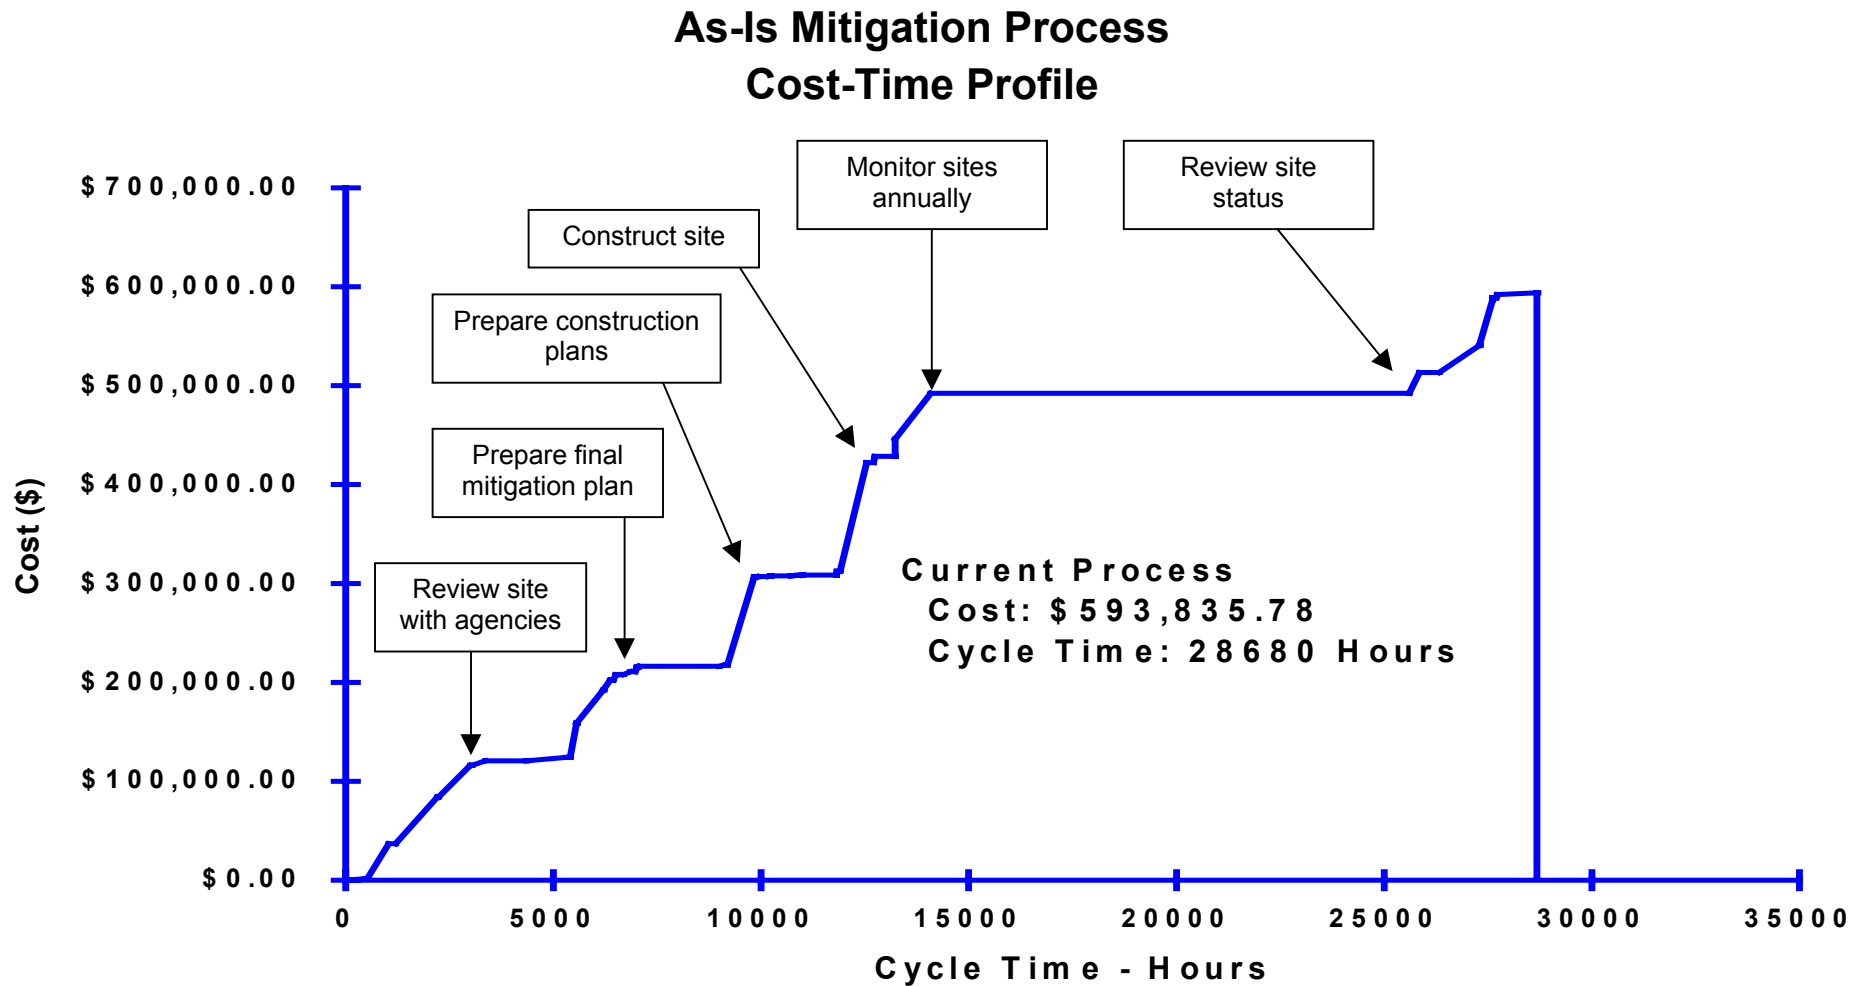 As-Is Mitigation Process
Cost-Time Profile
Monitor sites
annually
Review site
status
Construct site
Prepare construction
plans
Prepare final
mitigation plan
Review site
with agencies
$700,000.00
$600,000.00
$500,000.00
$400,000.00
$300,000.00
$200,000.00
$100,000.00
$0.00
Cost ($)
Current Process
Cost: $593,835.78
Cycle Time: 28680 Hours
0 5000 10000 15000 20000 25000 30000 35000
Cycle Time - Hours